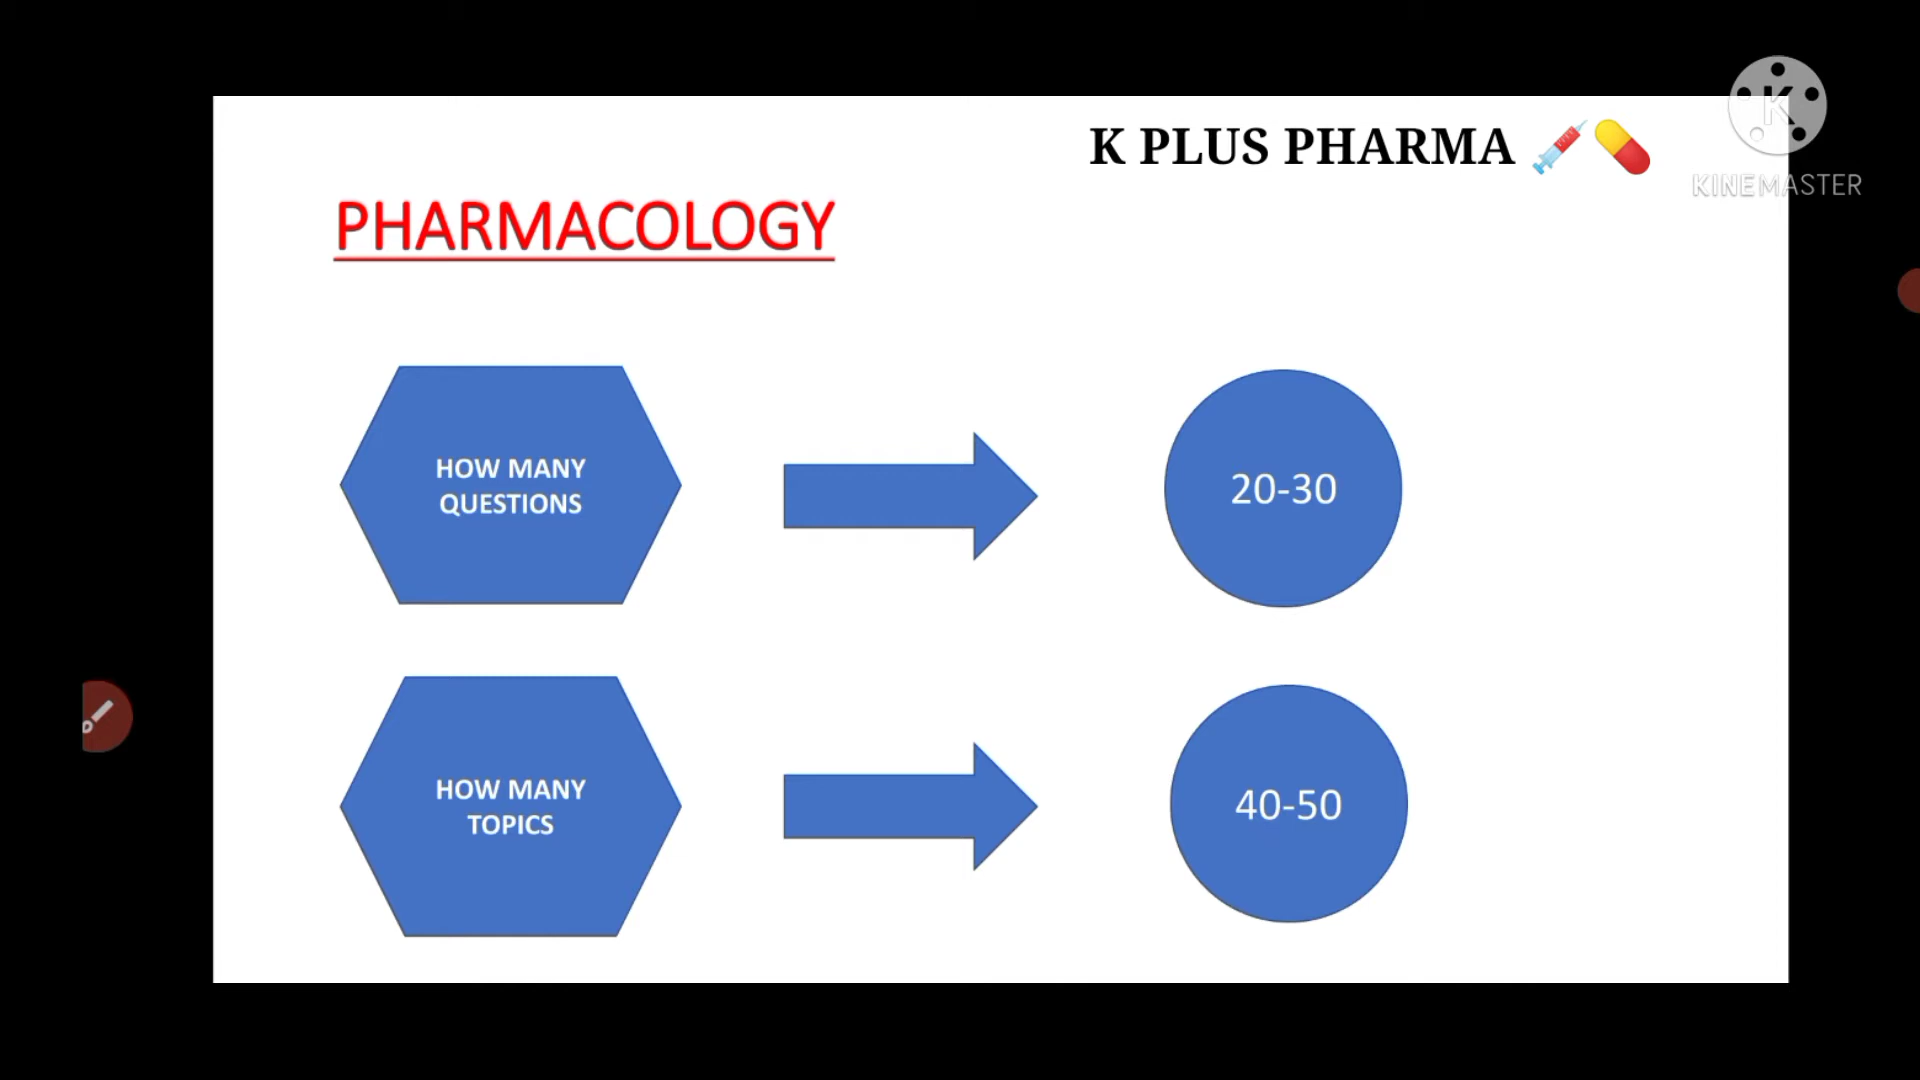 K PLUS PHARMA
K
KINEMASTER
PHARMACOLOGY
HOW MANY
QUESTIONS
20-30
HOW MANY
TOPICS
40-50